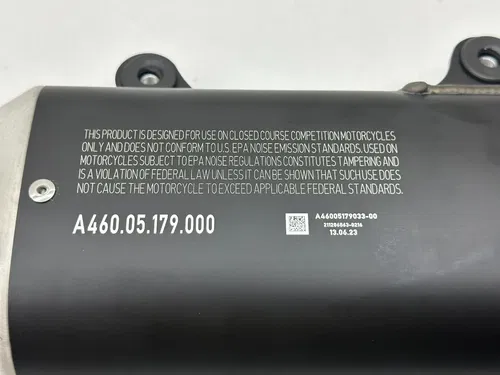 THIS PRODUCT IS DESIGNED FOR USE ON CLOSED COURSE COMPETITION MOTORCYCLES
ONLY AND DOES NOT CONFORM TO U.S. EPA NOISE EMISSION STANDARDS. USED ON
MOTORCYCLES SUBJECT TO EPA NOISE REGULATIONS CONSTITUTES TAMPERING AND
IS A VIOLATION OF FEDERAL LAW UNLESS IT CAN BE SHOWN THAT SUCH USE DOES
NOT CAUSE THE MOTORCYCLE TO EXCEED APPLICABLE FEDERAL STANDARDS.
A460.05.179.000
A46005179033-00
211286863-0216
13.06.23